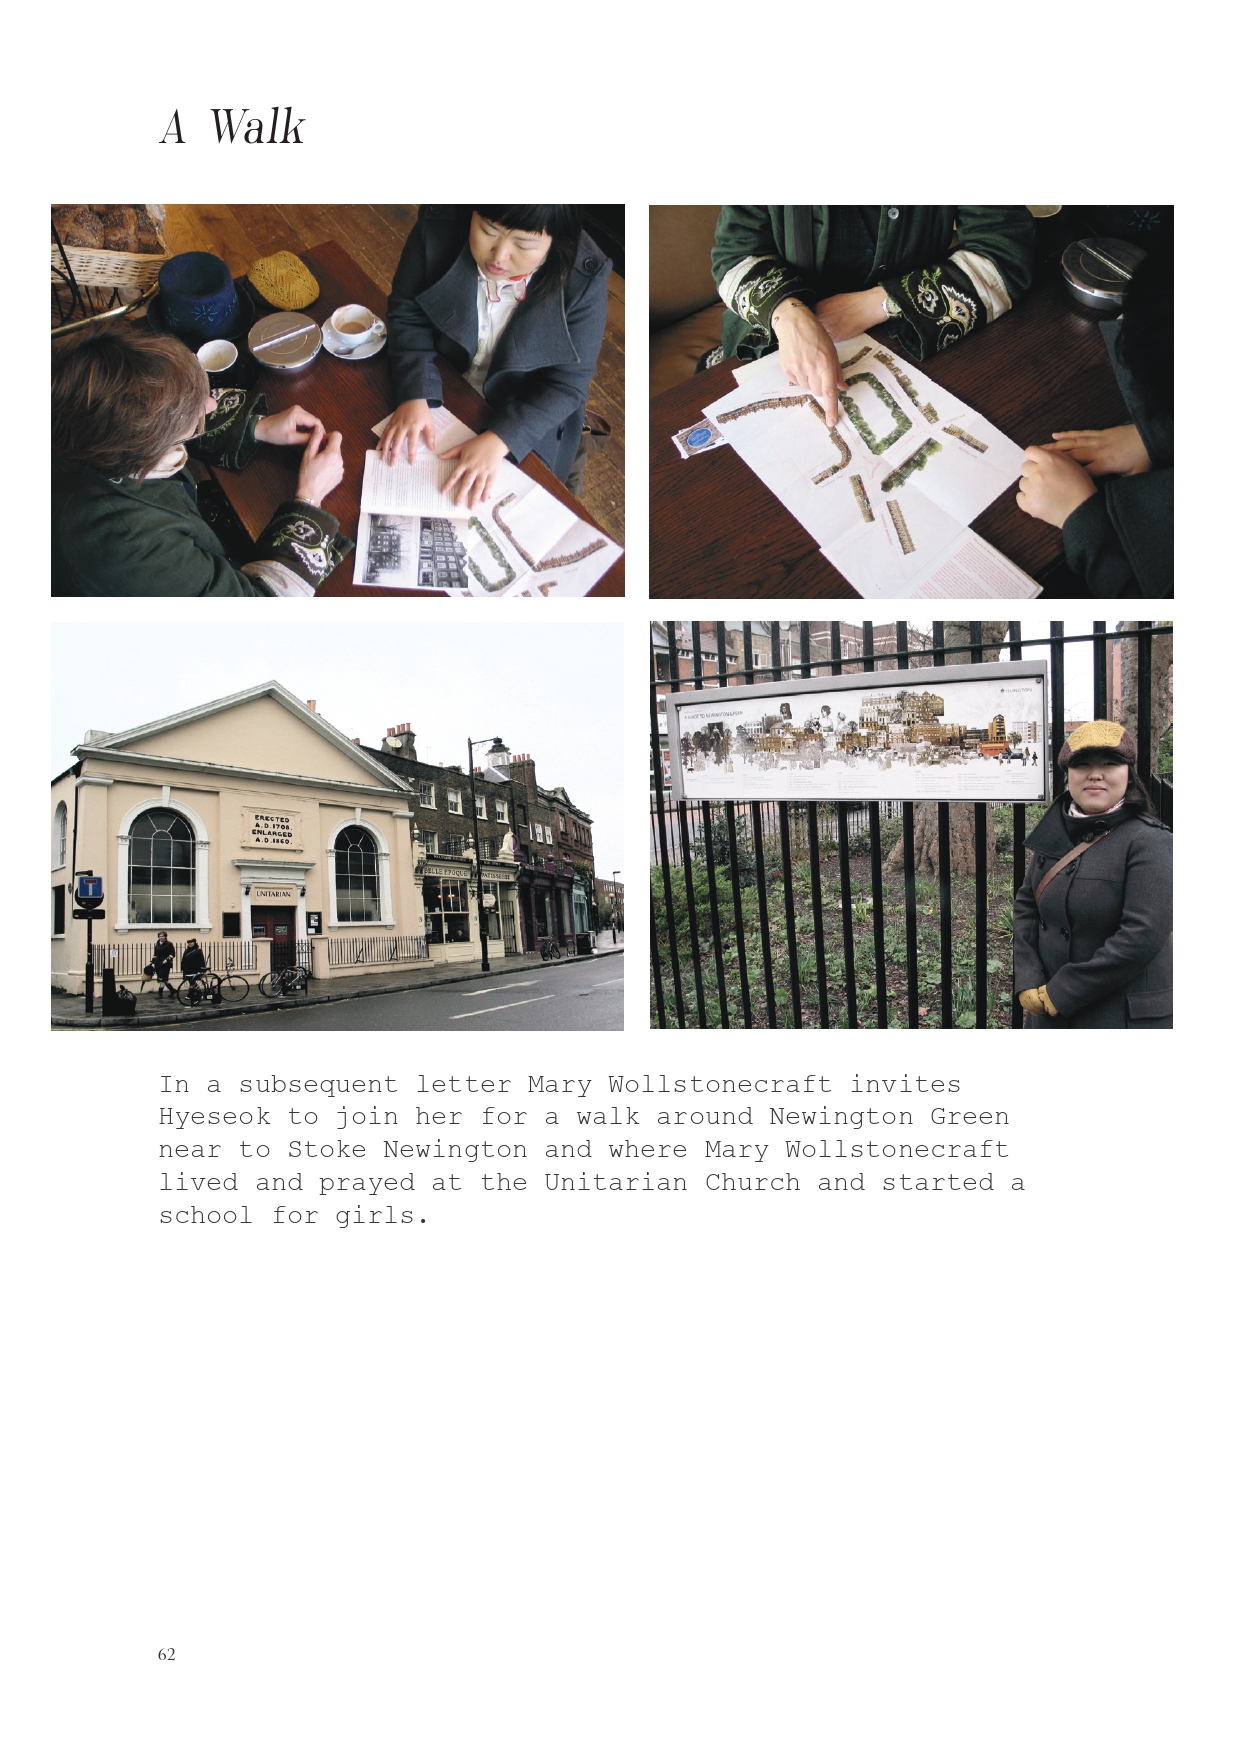 A Walk
ERECTED
A.D.1708.
ENLARGED
A.D.1860.
UNITARIAN
BELLE EPOQUE PATISSERIE
ISLINGTON
In a subsequent letter Mary Wollstonecraft invites
Hyeseok to join her for a walk around Newington Green
near to Stoke Newington and where Mary Wollstonecraft
lived and prayed at the Unitarian Church and started a
school for girls.
62